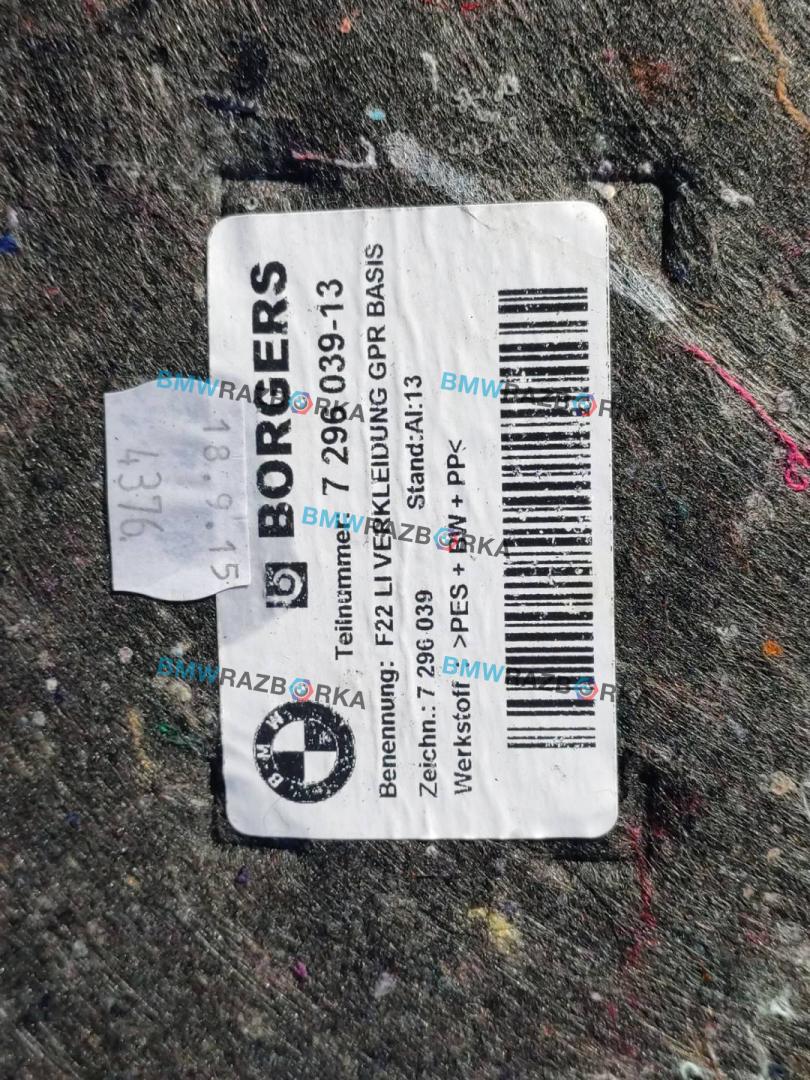 BORGERS
Teilnummer: 7 296 039-13
Benennung: F22 LI VERKLEIDUNG GPR BASIS
Zeichn.: 7 296 039 Stand:AI:13
Werkstoff >PES + BW + PP<
BMW
18.9.15
4376
BMWRAZBORKA
BMWRAZBORKA
BMWRAZBORKA
BMWRAZBORKA
BMWRAZBORKA